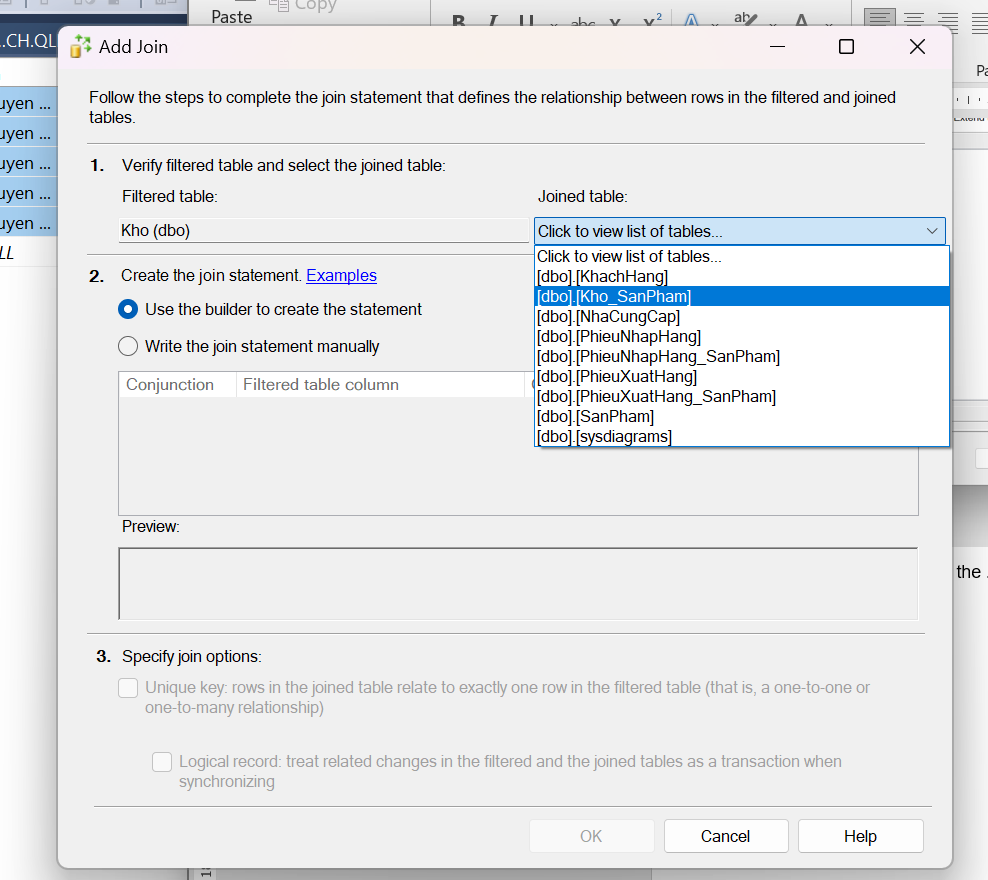 Paste
Copy
B I U abc x x²
.CH.QL
Add Join
Follow the steps to complete the join statement that defines the relationship between rows in the filtered and joined
tables.
uyen ...
uyen ...
uyen ...
uyen ...
uyen ...
LL
1. Verify filtered table and select the joined table:
Filtered table:
Joined table:
Kho (dbo)
Click to view list of tables...
Click to view list of tables...
[dbo].[KhachHang]
[dbo].[Kho_SanPham]
[dbo].[NhaCungCap]
[dbo].[PhieuNhapHang]
[dbo].[PhieuNhapHang_SanPham]
[dbo].[PhieuXuatHang]
[dbo].[PhieuXuatHang_SanPham]
[dbo].[SanPham]
[dbo].[sysdiagrams]
2. Create the join statement. Examples
Use the builder to create the statement
Write the join statement manually
Conjunction Filtered table column
Preview:
the
3. Specify join options:
Unique key: rows in the joined table relate to exactly one row in the filtered table (that is, a one-to-one or
one-to-many relationship)
Logical record: treat related changes in the filtered and the joined tables as a transaction when
synchronizing
OK
Cancel
Help